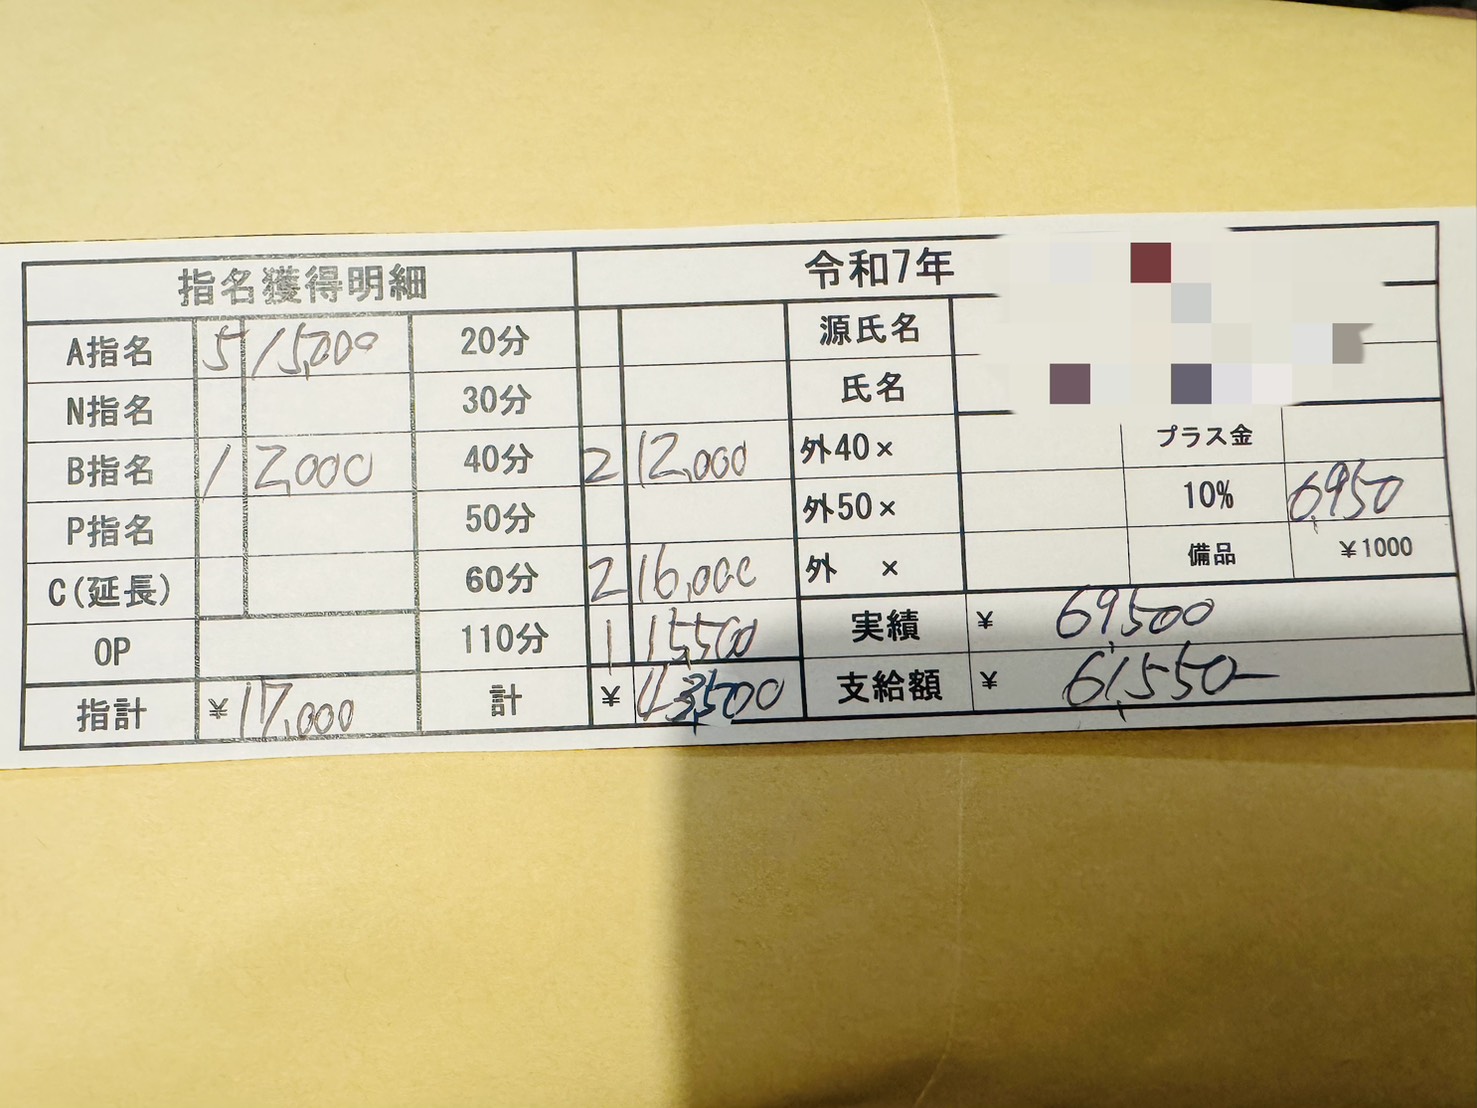 指名獲得明細 令和7年
A指名 5 15,000 20分 源氏名
N指名 30分 氏名
B指名 1 2,000 40分 2 12,000 外40× プラス金
P指名 50分 外50× 10% 6,950
C(延長) 60分 2 16,000 外 × 備品 ¥1000
OP 110分 1 15,500 実績 ¥ 69,500
指計 ¥17,000 計 ¥43,500 支給額 ¥ 61,550-